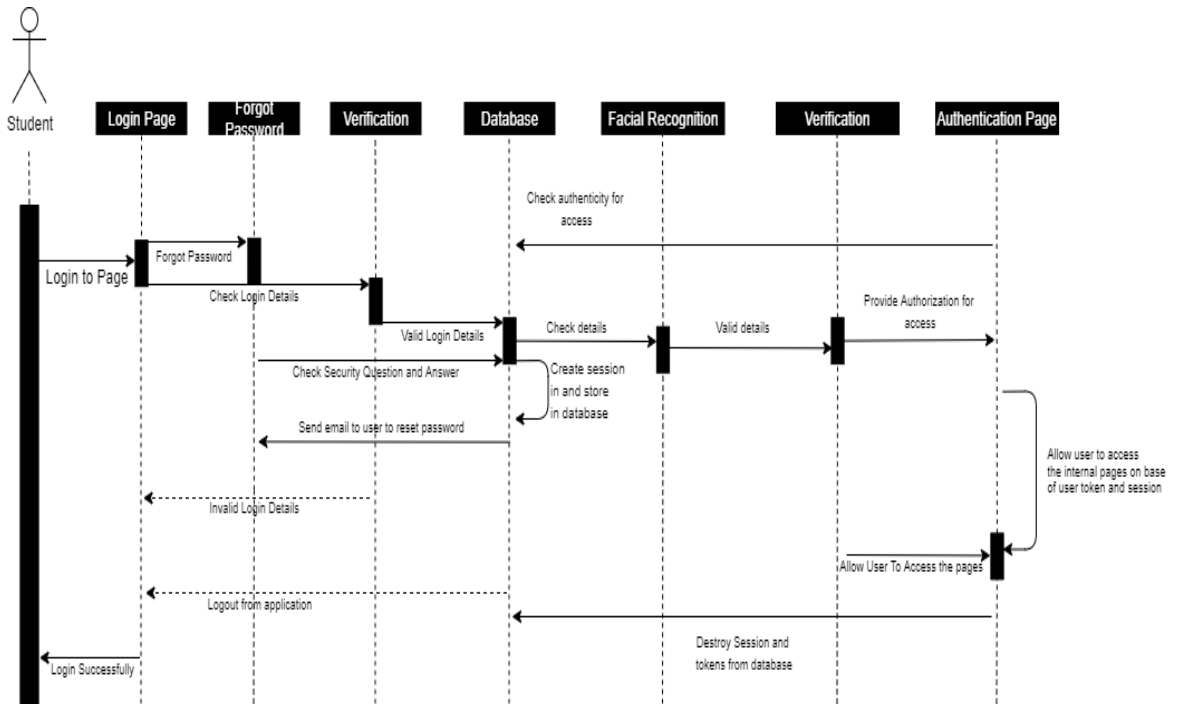 Student
Login Page
Forgot
Password
Verification
Database
Facial Recognition
Verification
Authentication Page
Check authenticity for
access
Forgot Password
Login to Page
Check Login Details
Provide Authorization for
access
Check details
Valid details
Valid Login Details
Check Security Question and Answer
Create session
in and store
in database
Send email to user to reset password
Allow user to access
the internal pages on base
of user token and session
Invalid Login Details
Allow User To Access the pages
Logout from application
Destroy Session and
tokens from database
Login Successfully